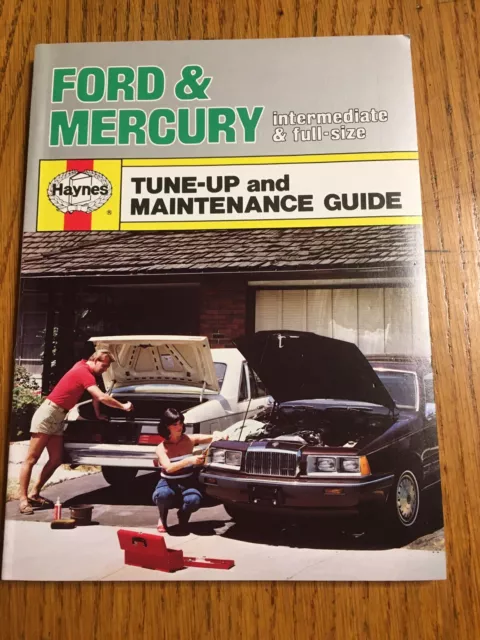 FORD &
MERCURY
intermediate
& full-size
Haynes
®
TUNE-UP and
MAINTENANCE GUIDE